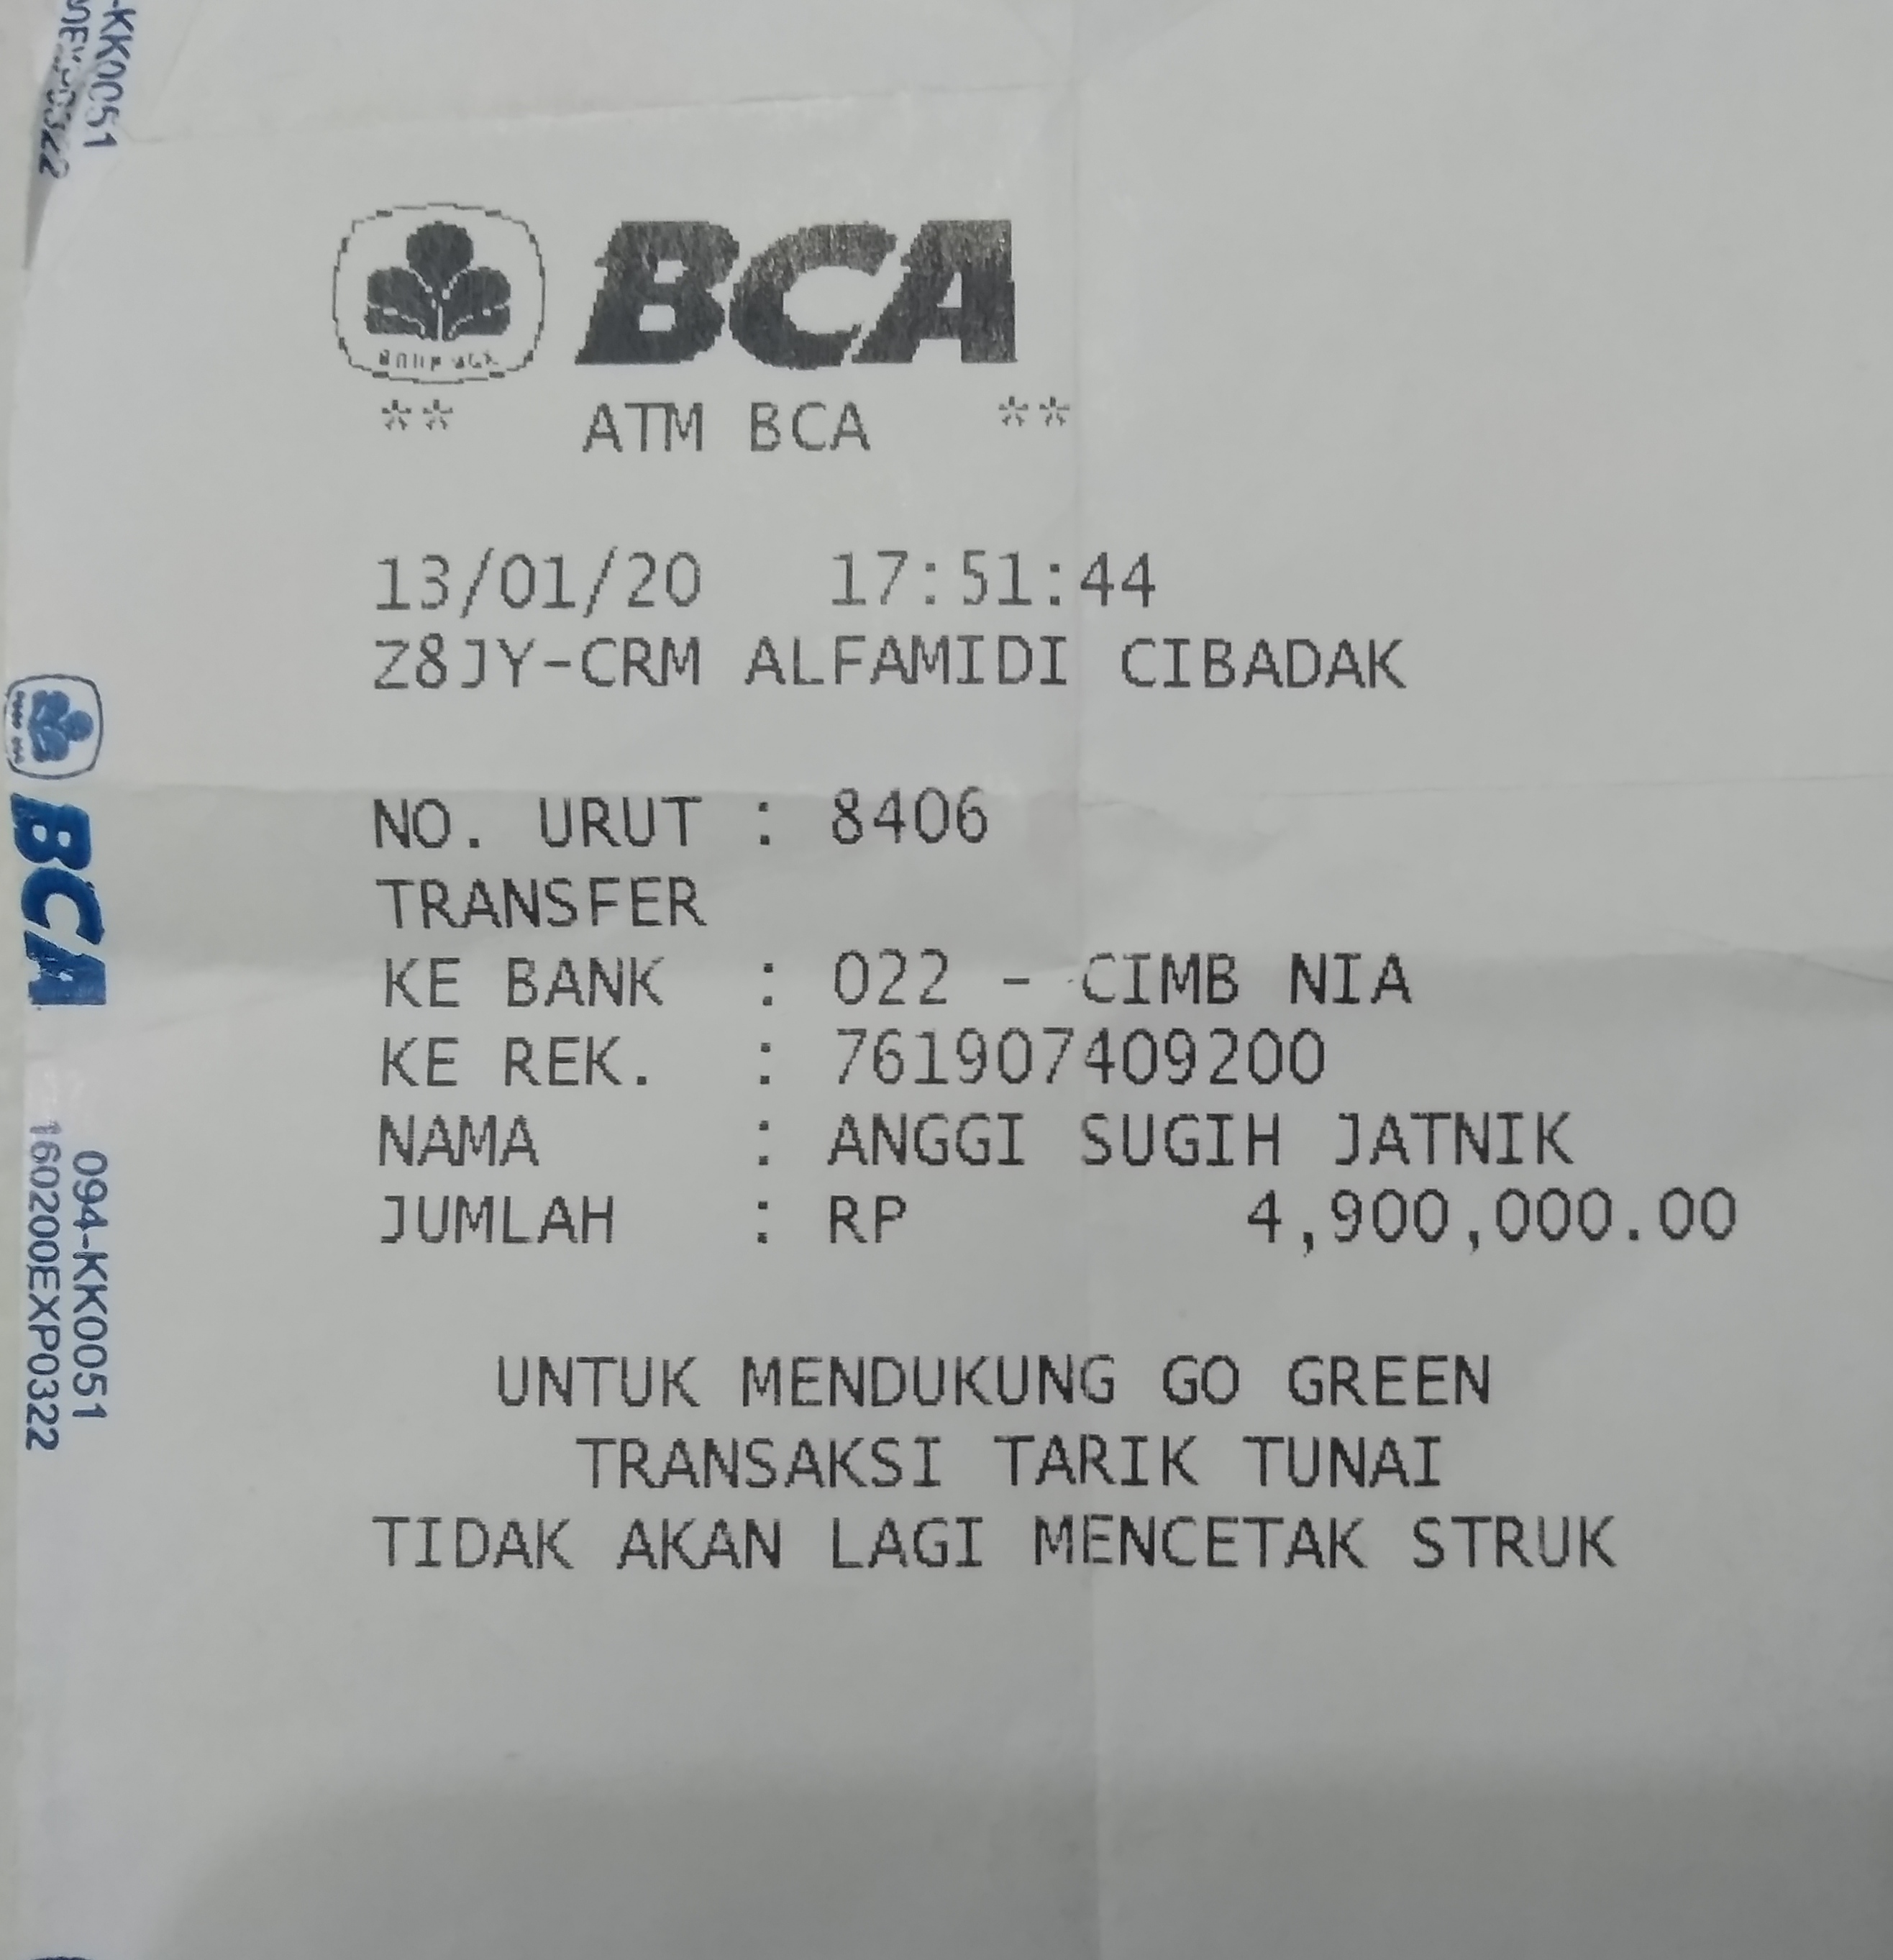 -KK0051
BCA
** ATM BCA **
13/01/20 17:51:44
Z8JY-CRM ALFAMIDI CIBADAK
NO. URUT : 8406
TRANSFER
KE BANK : 022 - CIMB NIA
KE REK. : 761907409200
NAMA : ANGGI SUGIH JATNIK
JUMLAH : RP 4,900,000.00
UNTUK MENDUKUNG GO GREEN
TRANSAKSI TARIK TUNAI
TIDAK AKAN LAGI MENCETAK STRUK
BCA
094-KK0051
160200EXP0322